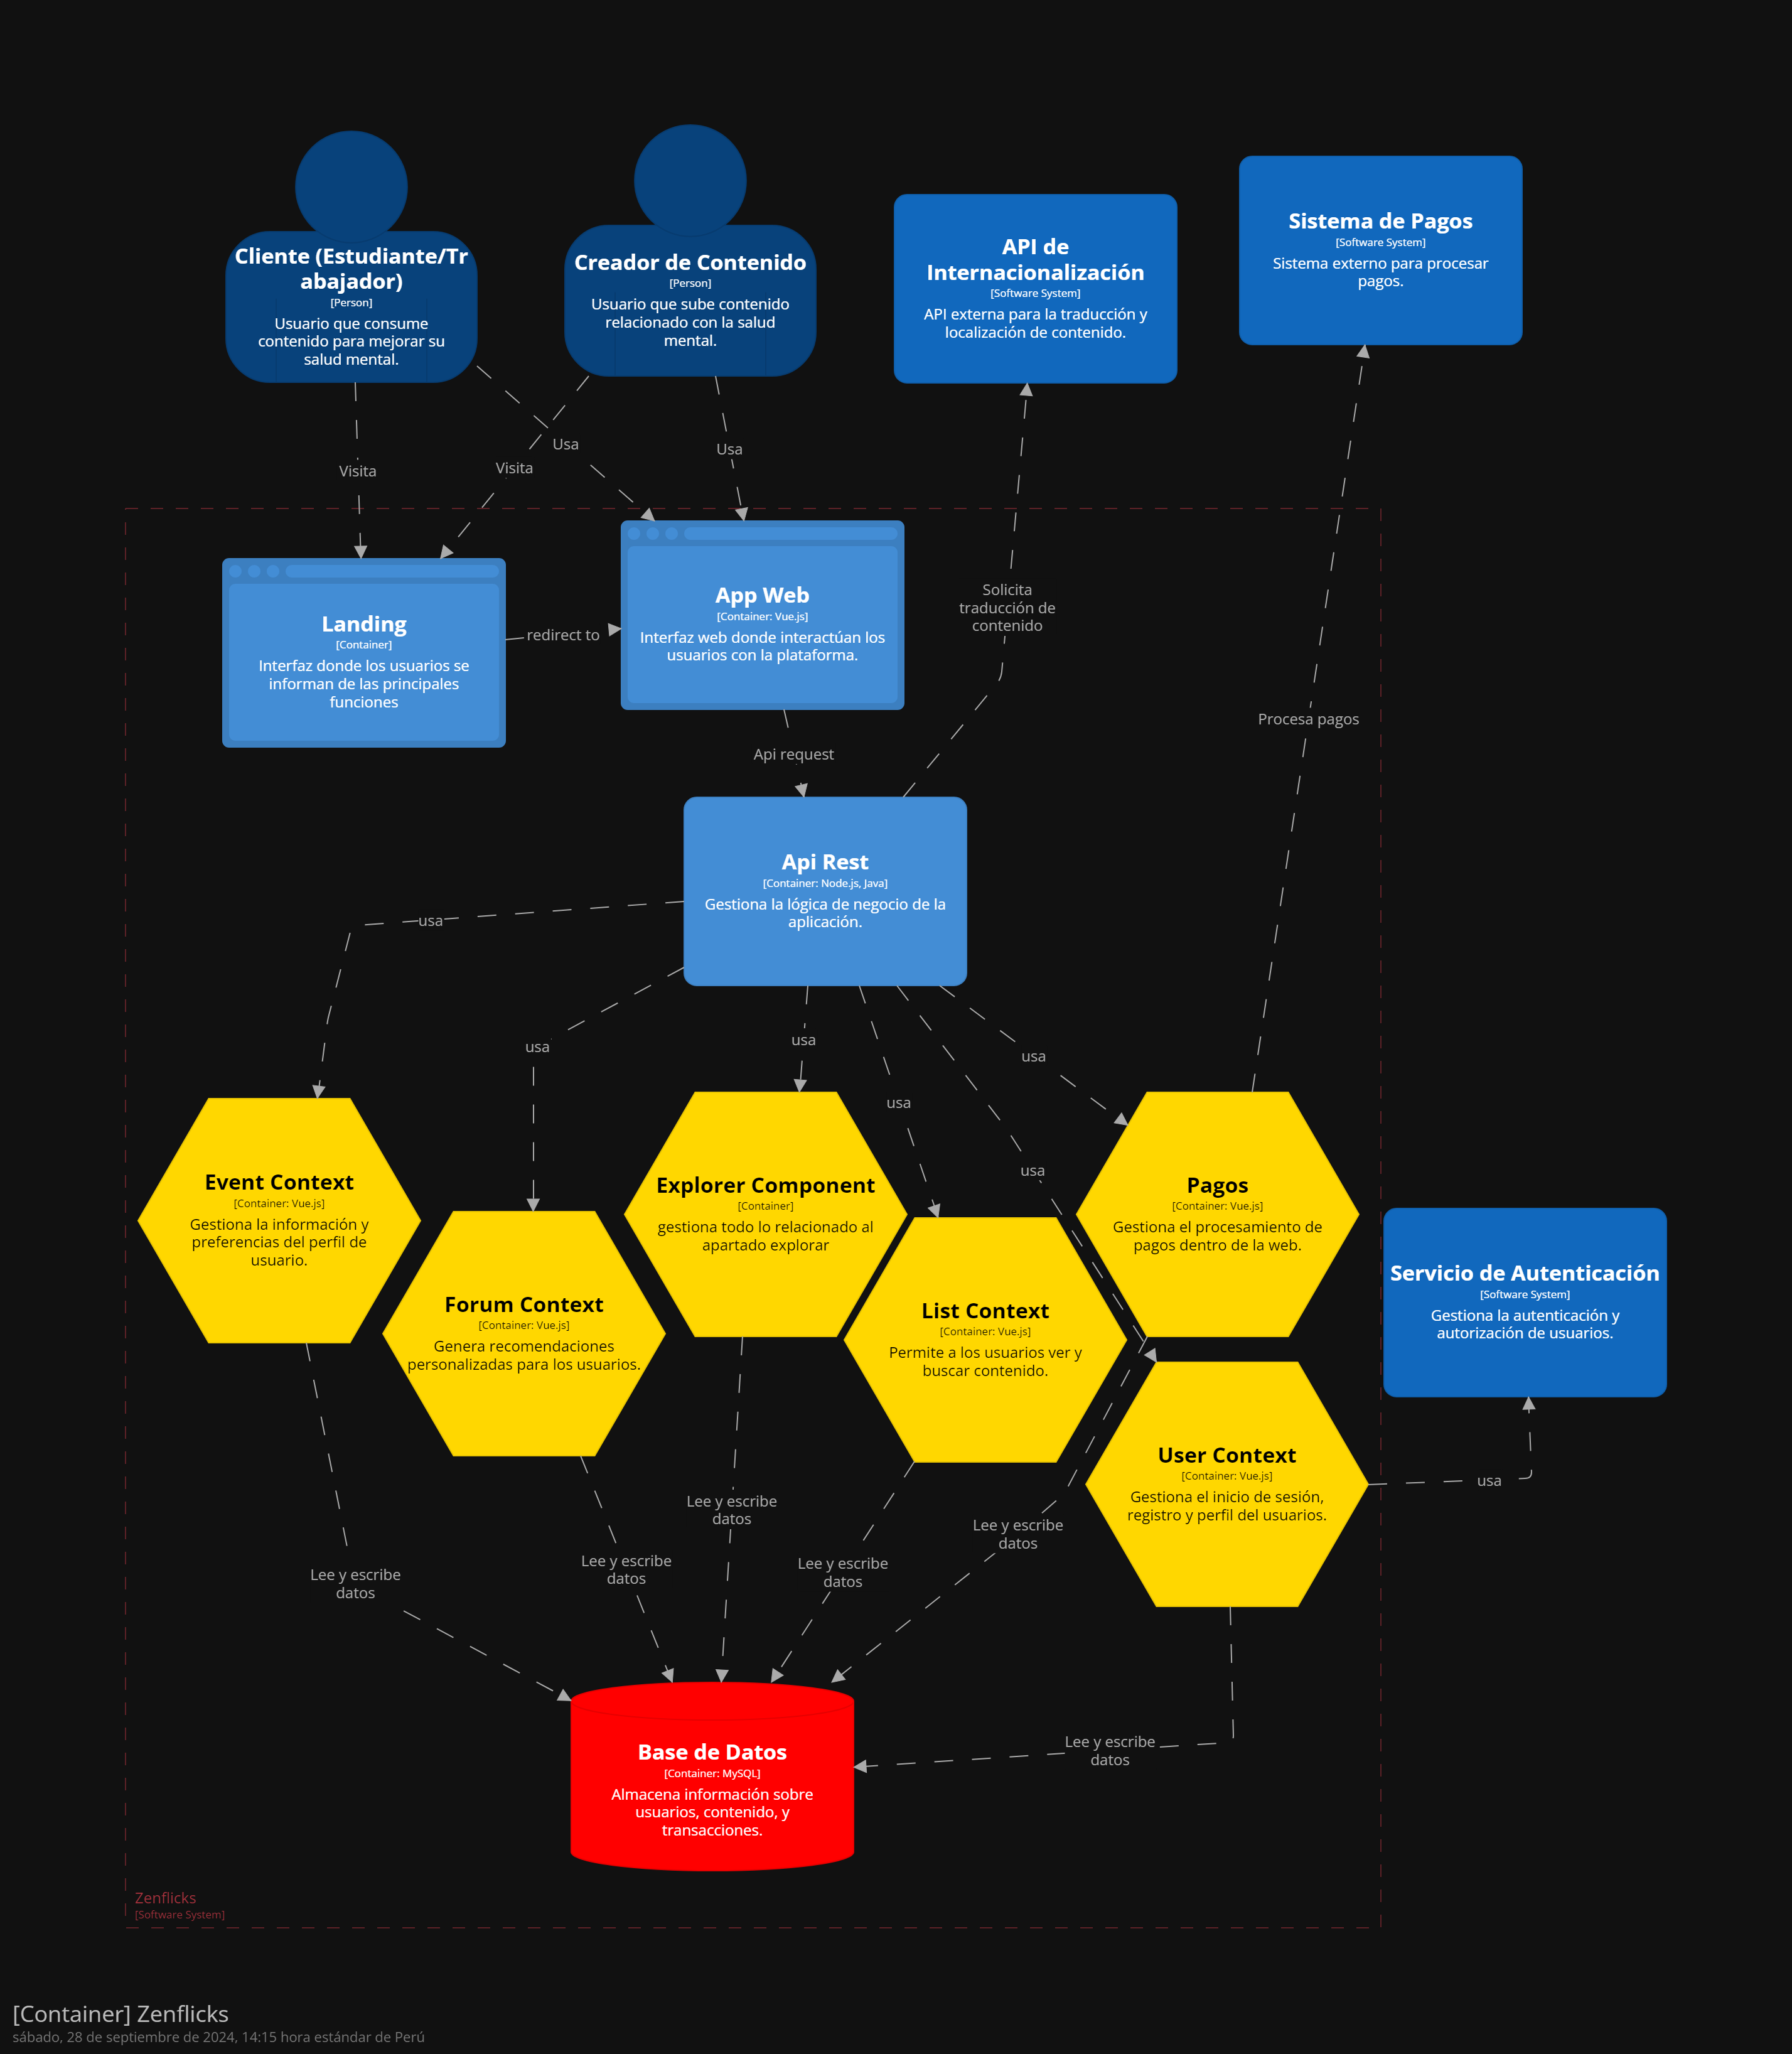 Cliente (Estudiante/Tr
abajador)
[Person]
Usuario que consume
contenido para mejorar su
salud mental.
Creador de Contenido
[Person]
Usuario que sube contenido
relacionado con la salud
mental.
API de
Internacionalización
[Software System]
API externa para la traducción y
localización de contenido.
Sistema de Pagos
[Software System]
Sistema externo para procesar
pagos.
Visita
Visita
Usa
Usa
Landing
[Container]
Interfaz donde los usuarios se
informan de las principales
funciones
redirect to
App Web
[Container: Vue.js]
Interfaz web donde interactúan los
usuarios con la plataforma.
Solicita
traducción de
contenido
Procesa pagos
Api request
Api Rest
[Container: Node.js, Java]
Gestiona la lógica de negocio de la
aplicación.
usa
usa
usa
usa
usa
usa
Event Context
[Container: Vue.js]
Gestiona la información y
preferencias del perfil de
usuario.
Forum Context
[Container: Vue.js]
Genera recomendaciones
personalizadas para los usuarios.
Explorer Component
[Container]
gestiona todo lo relacionado al
apartado explorar
List Context
[Container: Vue.js]
Permite a los usuarios ver y
buscar contenido.
Pagos
[Container: Vue.js]
Gestiona el procesamiento de
pagos dentro de la web.
Servicio de Autenticación
[Software System]
Gestiona la autenticación y
autorización de usuarios.
User Context
[Container: Vue.js]
Gestiona el inicio de sesión,
registro y perfil del usuarios.
usa
Lee y escribe
datos
Lee y escribe
datos
Lee y escribe
datos
Lee y escribe
datos
Lee y escribe
datos
Lee y escribe
datos
Base de Datos
[Container: MySQL]
Almacena información sobre
usuarios, contenido, y
transacciones.
Zenflicks
[Software System]
[Container] Zenflicks
sábado, 28 de septiembre de 2024, 14:15 hora estándar de Perú